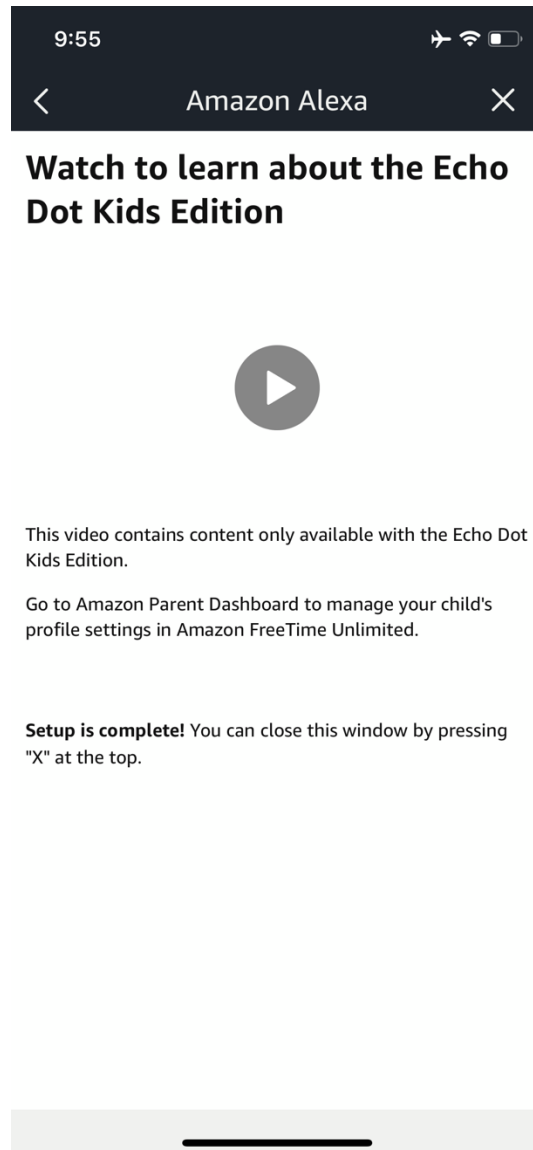 9:55
Amazon Alexa
Watch to learn about the Echo
Dot Kids Edition
This video contains content only available with the Echo Dot
Kids Edition.
Go to Amazon Parent Dashboard to manage your child's
profile settings in Amazon FreeTime Unlimited.
Setup is complete! You can close this window by pressing
"X" at the top.